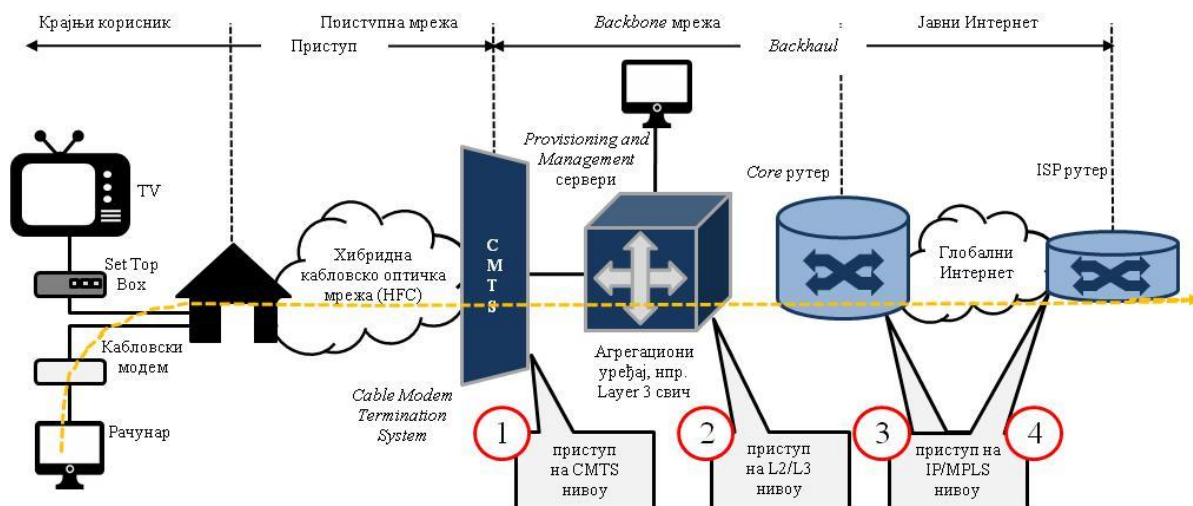 Крајњи корисник
Приступна мрежа
Backbone мрежа
Јавни Интернет
Приступ
Backhaul
Provisioning and
Management
сервери
Core рутер
ISP рутер
TV
Set Top
Box
Хибридна
кабловско оптичка
мрежа (HFC)
C
M
T
S
Глобални
Интернет
Кабловски
модем
Рачунар
Cable Modem
Termination
System
Агрегациони
уређај, нпр.
Layer 3 свич
1
приступ
на CMTS
нивоу
2
приступ
на L2/L3
нивоу
3
4
приступ на
IP/MPLS
нивоу